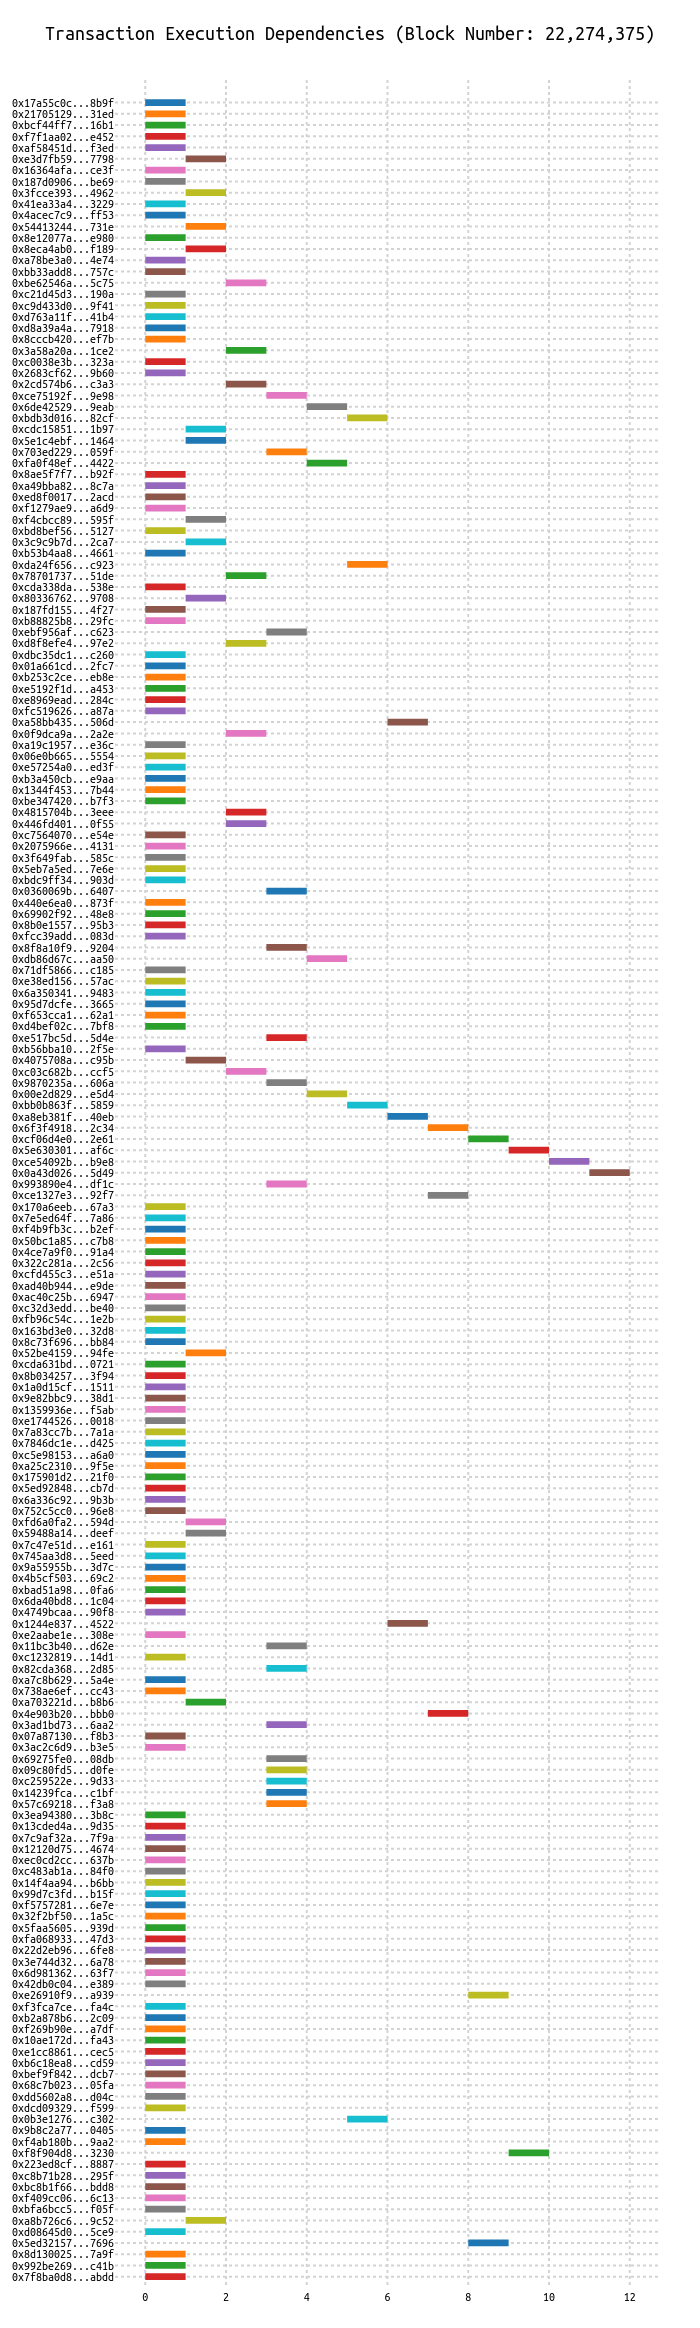 Transaction Execution Dependencies (Block Number: 22,274,375)
0x17a55c0c...8b9f
0x21705129...31ed
0xbcf44ff7...16b1
0xf7f1aa02...e452
0xaf58451d...f3ed
0xe3d7fb59...7798
0x16364afa...ce3f
0x187d0906...be69
0x3fcce393...4962
0x41ea33a4...3229
0x4acec7c9...ff53
0x54413244...731e
0x8e12077a...e980
0x8eca4ab0...f189
0xa78be3a0...4e74
0xbb33add8...757c
0xbe62546a...5c75
0xc21d45d3...190a
0xc9d433d0...9f41
0xd763a11f...41b4
0xd8a39a4a...7918
0x8cccb420...ef7b
0x3a58a20a...1ce2
0xc0038e3b...323a
0x2683cf62...9b60
0x2cd574b6...c3a3
0xce75192f...9e98
0x6de42529...9eab
0xbdb3d016...82cf
0xcdc15851...1b97
0x5e1c4ebf...1464
0x703ed229...059f
0xfa0f48ef...4422
0x8ae5f7f7...b92f
0xa49bba82...8c7a
0xed8f0017...2acd
0xf1279ae9...a6d9
0xf4cbcc89...595f
0xbd8bef56...5127
0x3c9c9b7d...2ca7
0xb53b4aa8...4661
0xda24f656...c923
0x78701737...51de
0xcda338da...538e
0x80336762...9708
0x187fd155...4f27
0xb88825b8...29fc
0xebf956af...c623
0xd8f8efe4...97e2
0xdbc35dc1...c260
0x01a661cd...2fc7
0xb253c2ce...eb8e
0xe5192f1d...a453
0xe8969ead...284c
0xfc519626...a87a
0xa58bb435...506d
0x0f9dca9a...2a2e
0xa19c1957...e36c
0x06e0b665...5554
0xe57254a0...ed3f
0xb3a450cb...e9aa
0x1344f453...7b44
0xbe347420...b7f3
0x4815704b...3eee
0x446fd401...0f55
0xc7564070...e54e
0x2075966e...4131
0x3f649fab...585c
0x5eb7a5ed...7e6e
0xbdc9ff34...903d
0x0360069b...6407
0x440e6ea0...873f
0x69902f92...48e8
0x8b0e1557...95b3
0xfcc39add...083d
0x8f8a10f9...9204
0xdb86d67c...aa50
0x71df5866...c185
0xe38ed156...57ac
0x6a350341...9483
0x95d7dcfe...3665
0xf653cca1...62a1
0xd4bef02c...7bf8
0xe517bc5d...5d4e
0xb56bba10...2f5e
0x4075708a...c95b
0xc03c682b...ccf5
0x9870235a...606a
0x00e2d829...e5d4
0xbb0b863f...5859
0xa8eb381f...40eb
0x6f3f4918...2c34
0xcf06d4e0...2e61
0x5e630301...af6c
0xce54092b...b9e8
0x0a43d026...5d49
0x993890e4...df1c
0xce1327e3...92f7
0x170a6eeb...67a3
0x7e5ed64f...7a86
0xf4b9fb3c...b2ef
0x50bc1a85...c7b8
0x4ce7a9f0...91a4
0x322c281a...2c56
0xcfd455c3...e51a
0xad40b944...e9de
0xac40c25b...6947
0xc32d3edd...be40
0xfb96c54c...1e2b
0x163bd3e0...32d8
0x8c73f696...bb84
0x52be4159...94fe
0xcda631bd...0721
0x8b034257...3f94
0x1a0d15cf...1511
0x9e82bbc9...38d1
0x1359936e...f5ab
0xe1744526...0018
0x7a83cc7b...7a1a
0x7846dc1e...d425
0xc5e98153...a6a0
0xa25c2310...9f5e
0x175901d2...21f0
0x5ed92848...cb7d
0x6a336c92...9b3b
0x752c5cc0...96e8
0xfd6a0fa2...594d
0x59488a14...deef
0x7c47e51d...e161
0x745aa3d8...5eed
0x9a55955b...3d7c
0x4b5cf503...69c2
0xbad51a98...0fa6
0x6da40bd8...1c04
0x4749bcaa...90f8
0x1244e837...4522
0xe2aabe1e...308e
0x11bc3b40...d62e
0xc1232819...14d1
0x82cda368...2d85
0xa7c8b629...5a4e
0x738ae6ef...cc43
0xa703221d...b8b6
0x4e903b20...bbb0
0x3ad1bd73...6aa2
0x07a87130...f8b3
0x3ac2c6d9...b3e5
0x69275fe0...08db
0x09c80fd5...d0fe
0xc259522e...9d33
0x14239fca...c1bf
0x57c69218...f3a8
0x3ea94380...3b8c
0x13cded4a...9d35
0x7c9af32a...7f9a
0x12120d75...4674
0xec0cd2cc...637b
0xc483ab1a...84f0
0x14f4aa94...b6bb
0x99d7c3fd...b15f
0xf5757281...6e7e
0x32f2bf50...1a5c
0x5faa5605...939d
0xfa068933...47d3
0x22d2eb96...6fe8
0x3e744d32...6a78
0x6d981362...63f7
0x42db0c04...e389
0xe26910f9...a939
0xf3fca7ce...fa4c
0xb2a878b6...2c09
0xf269b90e...a7df
0x10ae172d...fa43
0xe1cc8861...cec5
0xb6c18ea8...cd59
0xbef9f842...dcb7
0x68c7b023...05fa
0xdd5602a8...d04c
0xdcd09329...f599
0x0b3e1276...c302
0x9b8c2a77...0405
0xf4ab180b...9aa2
0xf8f904d8...3230
0x223ed8cf...8887
0xc8b71b28...295f
0xbc8b1f66...bdd8
0xf409cc06...6c13
0xbfa6bcc5...f05f
0xa8b726c6...9c52
0xd08645d0...5ce9
0x5ed32157...7696
0x8d130025...7a9f
0x992be269...c41b
0x7f8ba0d8...abdd
0 2 4 6 8 10 12